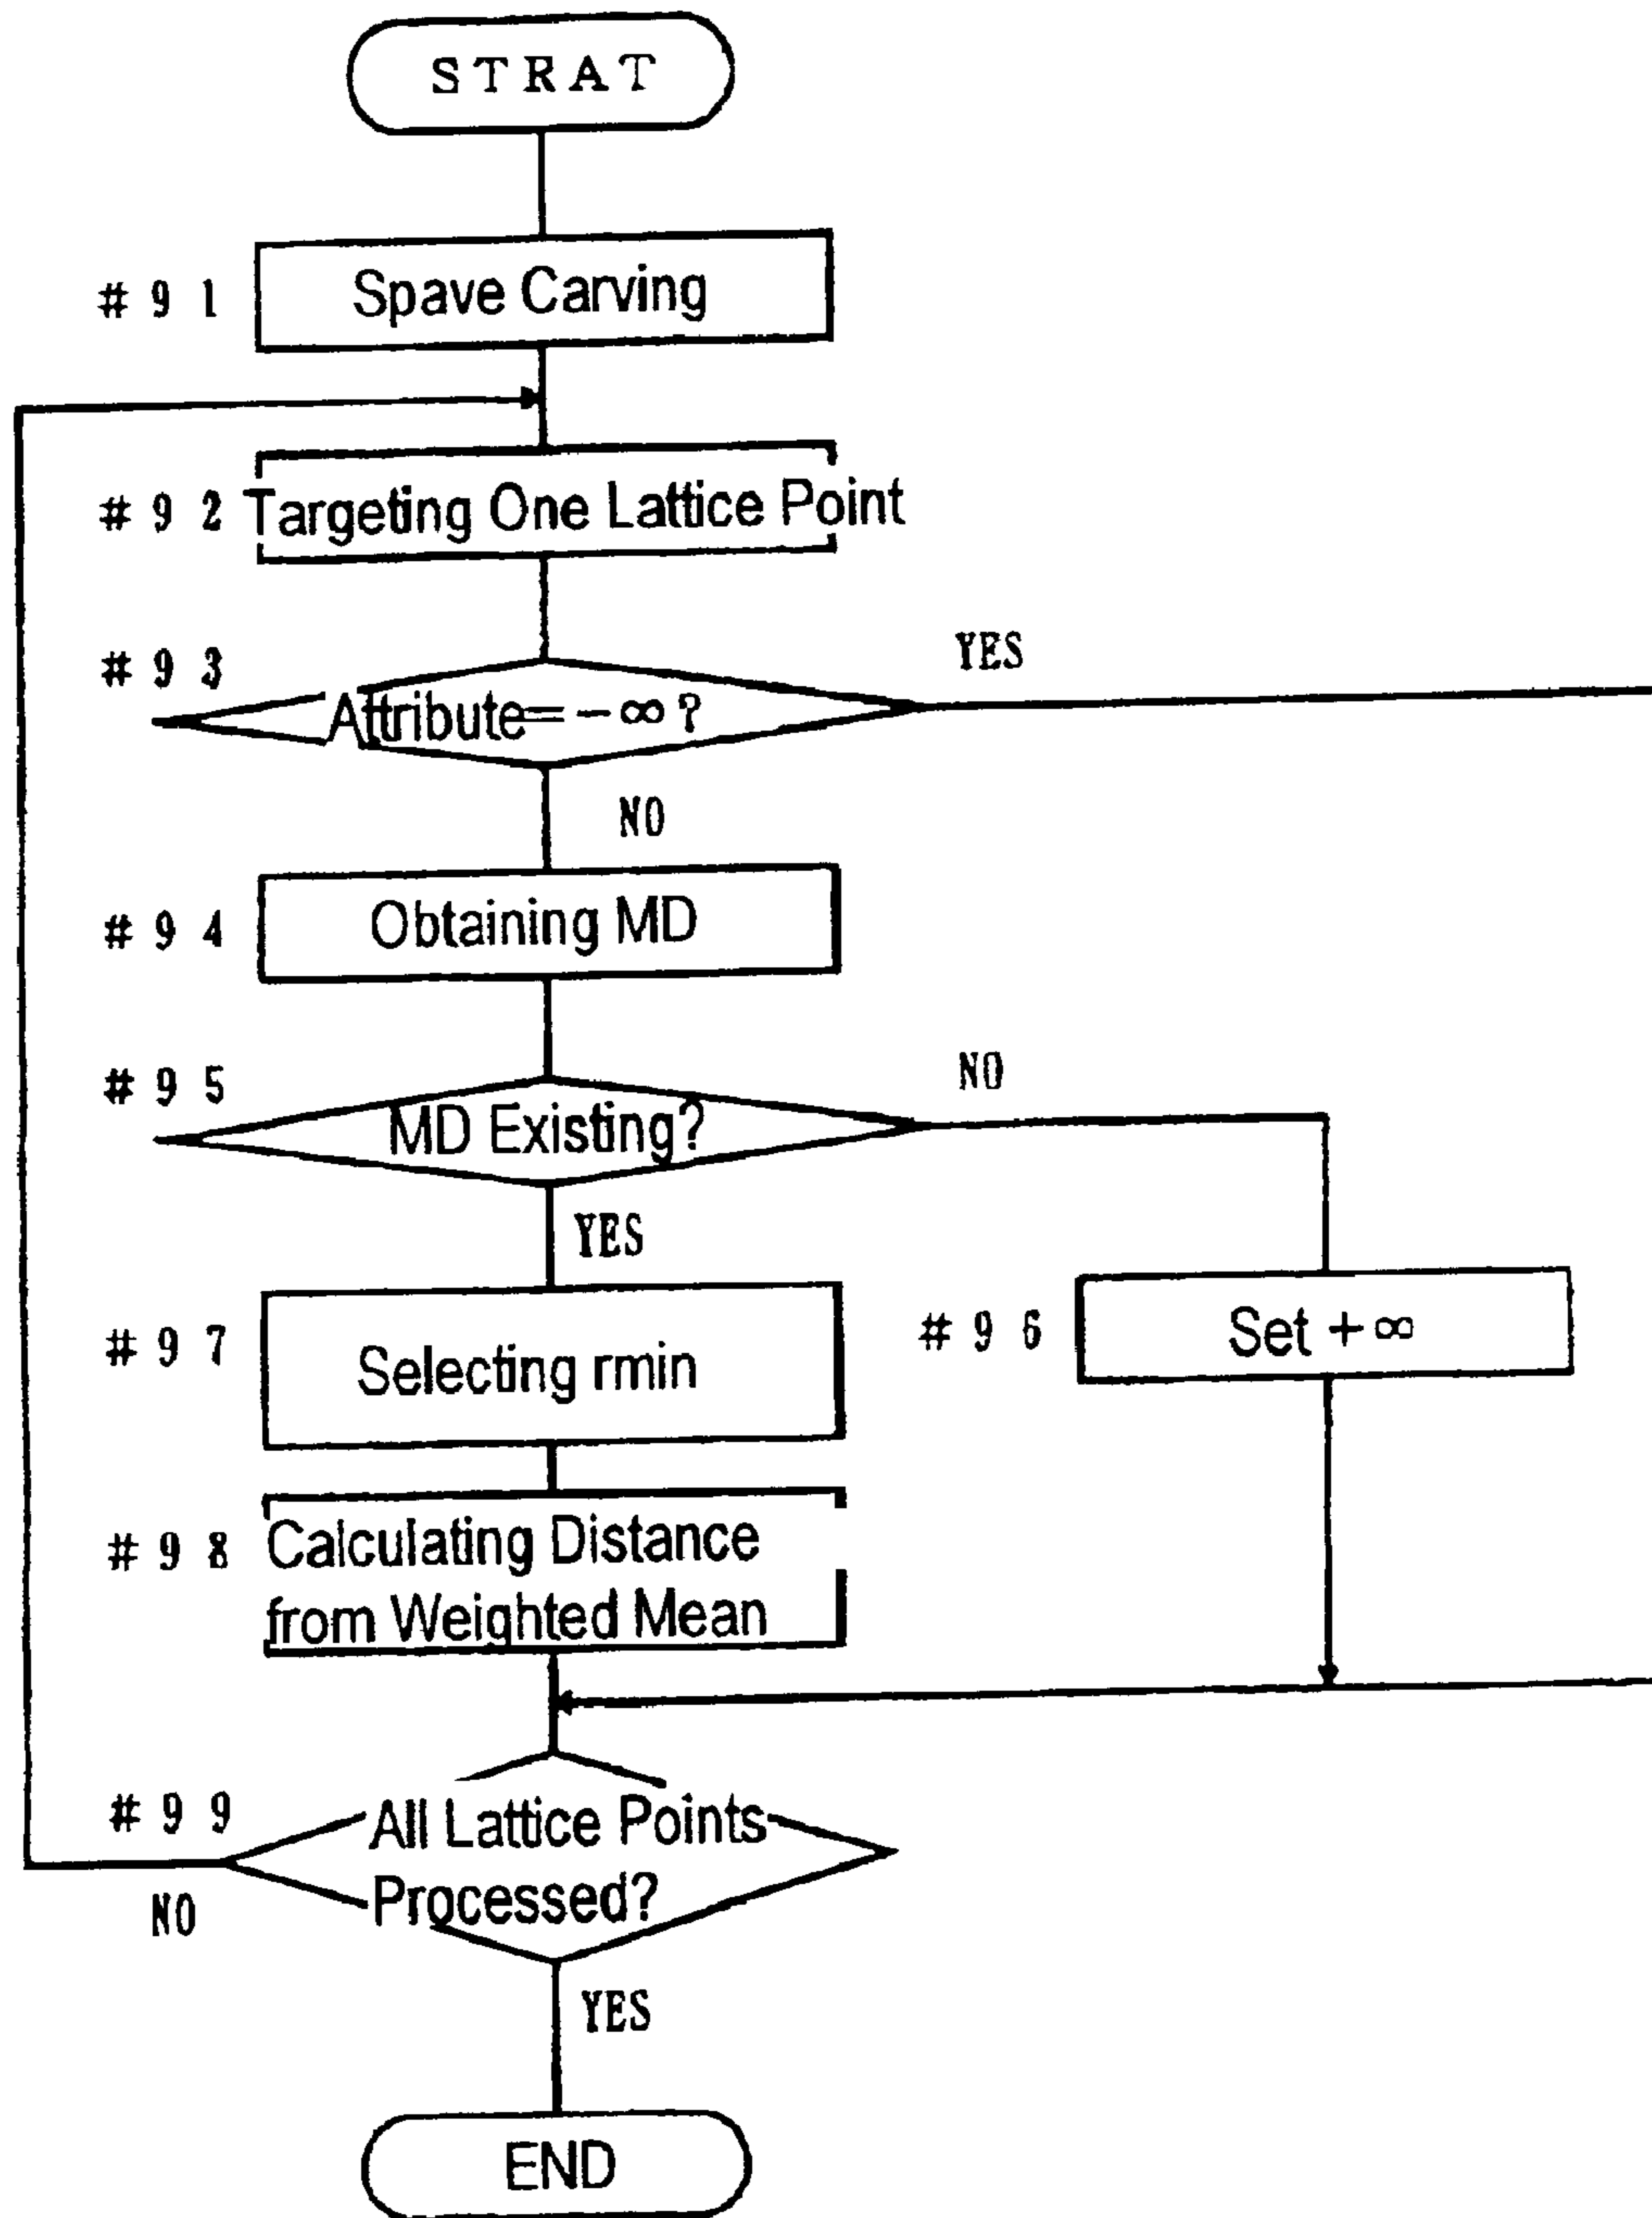 STRAT
#91 Spave Carving
#92 Targeting One Lattice Point
#93 Attribute=-∞?
YES
NO
#94 Obtaining MD
#95 MD Existing?
NO
YES
#97 Selecting rmin
#96 Set +∞
#98 Calculating Distance
from Weighted Mean
#99 All Lattice Points
Processed?
NO
YES
END